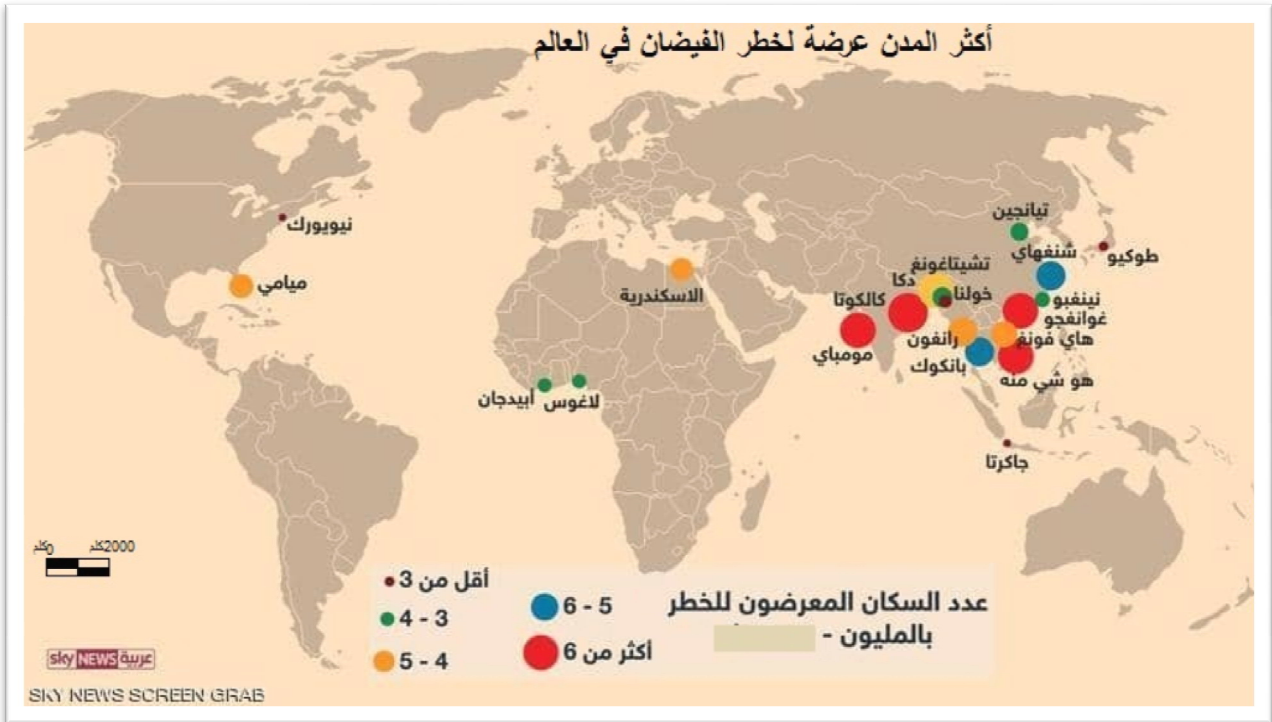 أكثر المدن عرضة لخطر الفيضان في العالم
تيانجين
نيويورك
شنغهاي
طوكيو
تشيتاغونغ
دكا
ميامي
خولنا
الاسكندرية
كالكوتا
نينغبو
غوانغجو
رانغون
هاي فونغ
مومباي
بانكوك
هو شي منه
أبيدجان
لاغوس
جاكرتا
0كلم
2000كلم
أقل من 3
3 - 4
4 - 5
5 - 6
أكثر من 6
عدد السكان المعرضون للخطر
بالمليون -
sky NEWS عربية
SKY NEWS SCREEN GRAB